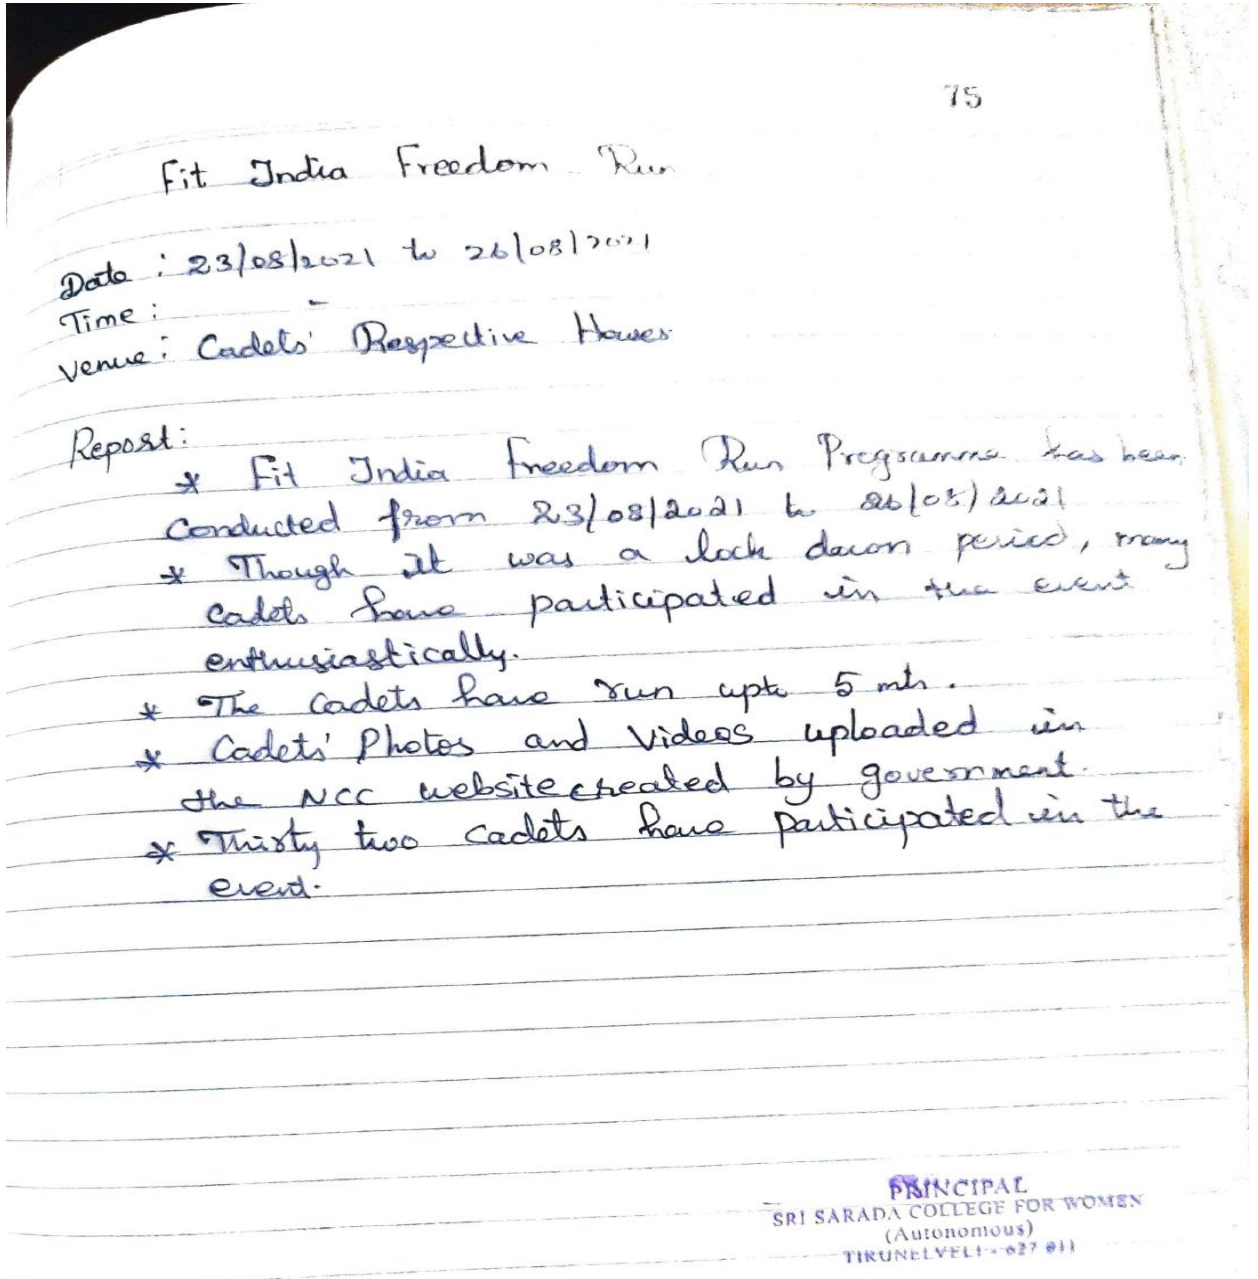 75
Fit India Freedom Run
Date : 23/08/2021 to 26/08/2021
Time : -
Venue : Cadets' Respective Houses
Report:
* Fit India Freedom Run Programme has been
Conducted from 23/08/2021 to 26/08/2021
* Though it was a lock down period, many
Cadets have participated in the event
enthusiastically.
* The Cadets have run upto 5 mts.
* Cadets' Photos and Videos uploaded in
the NCC website created by government.
* Thirty two cadets have participated in the
event.
PRINCIPAL
SRI SARADA COLLEGE FOR WOMEN
(Autonomous)
TIRUNELVELI - 627 011